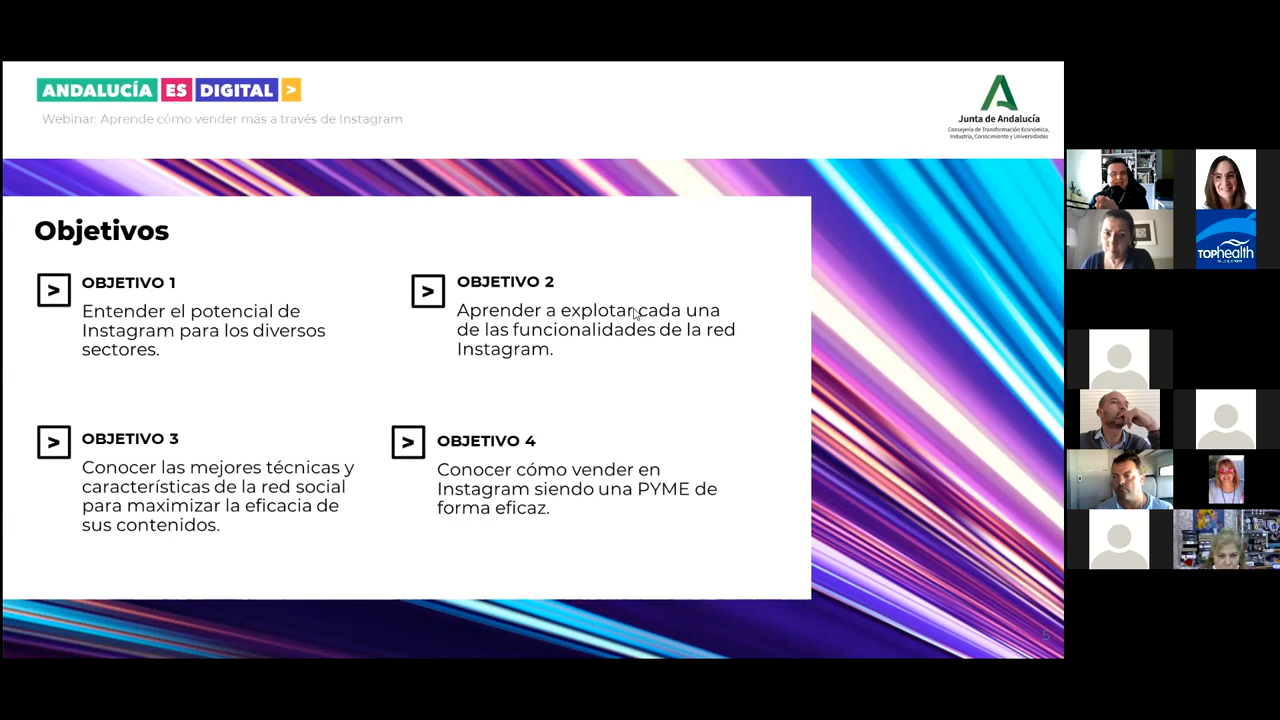 ANDALUCÍA ES DIGITAL >
Webinar: Aprende cómo vender más a través de Instagram
Junta de Andalucía
Consejería de Transformación Económica,
Industria, Conocimiento y Universidades
Objetivos
> OBJETIVO 1
Entender el potencial de
Instagram para los diversos
sectores.
> OBJETIVO 2
Aprender a explotar cada una
de las funcionalidades de la red
Instagram.
> OBJETIVO 3
Conocer las mejores técnicas y
características de la red social
para maximizar la eficacia de
sus contenidos.
> OBJETIVO 4
Conocer cómo vender en
Instagram siendo una PYME de
forma eficaz.
5
TOPhealth